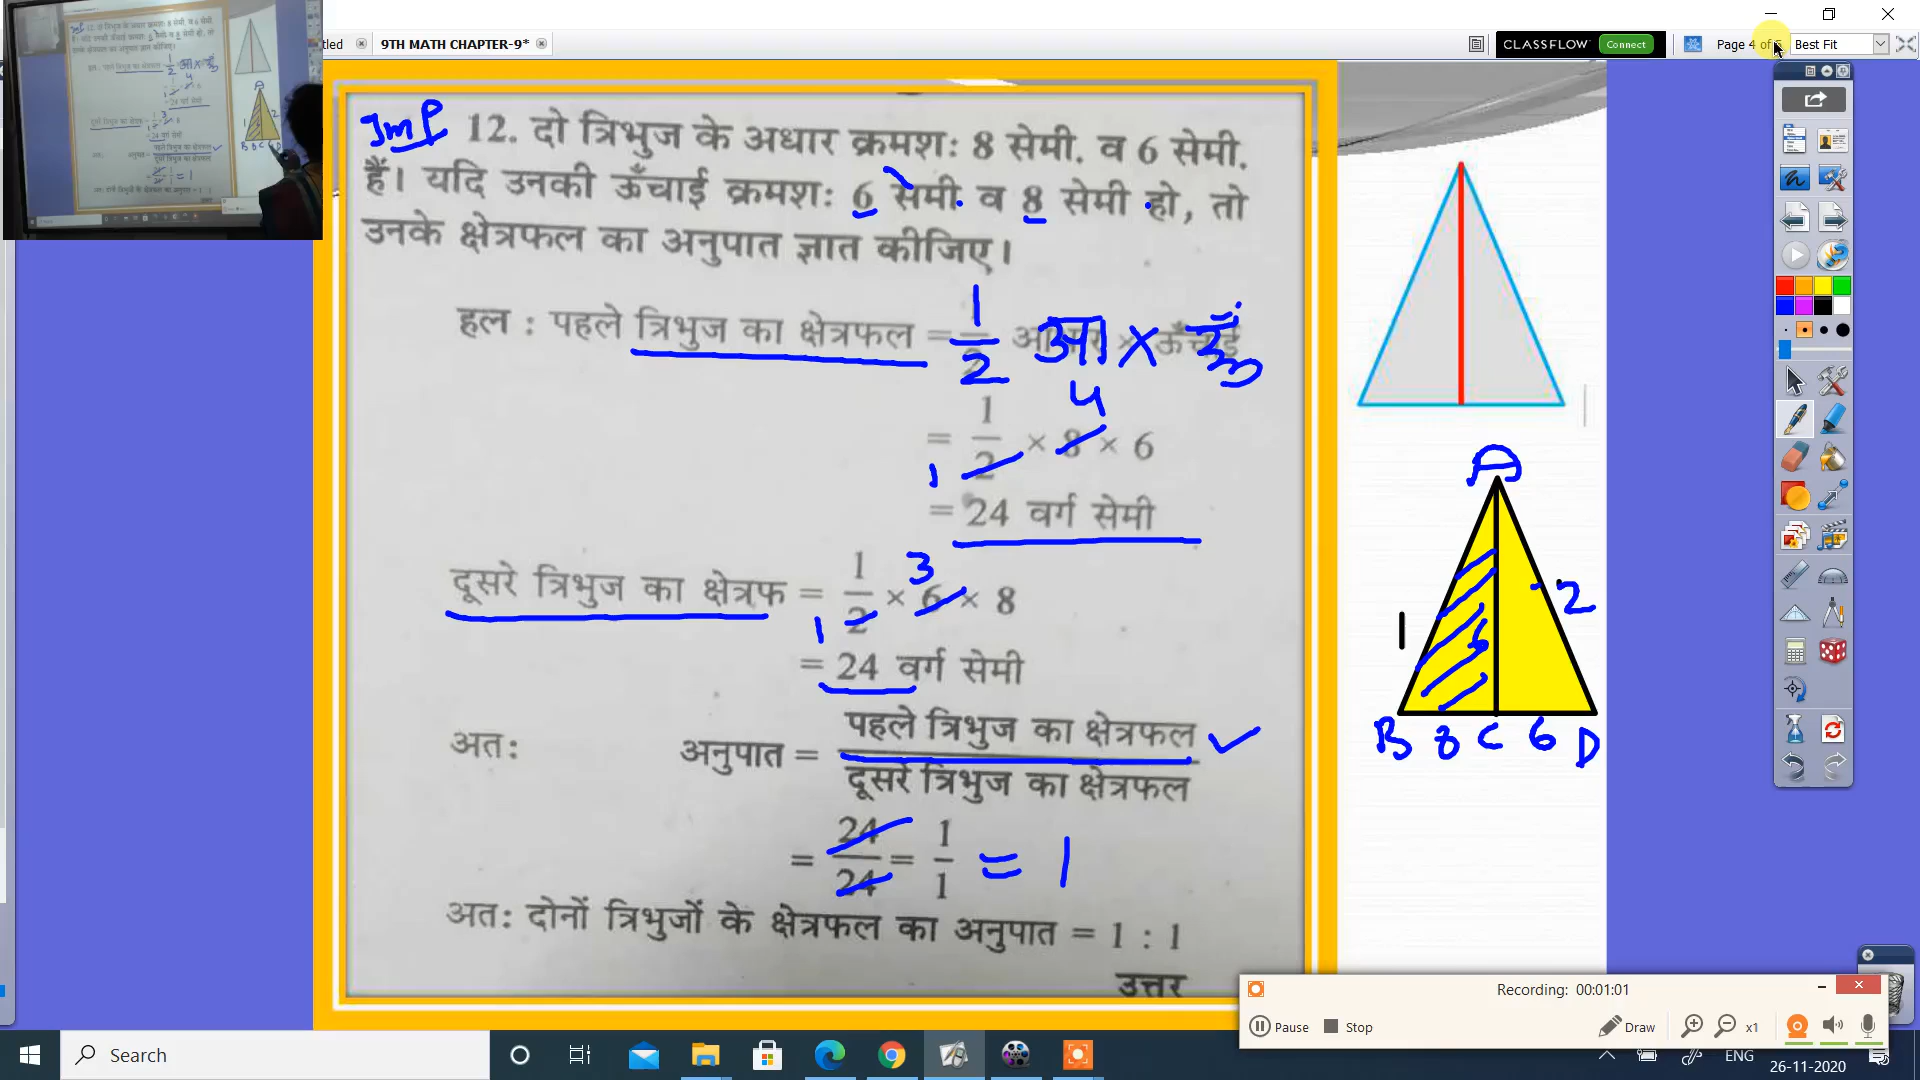 tled
9TH MATH CHAPTER-9*
CLASSFLOW Connect
Page 4 of
Best Fit
Imp 12. दो त्रिभुज के अधार क्रमश: 8 सेमी. व 6 सेमी.
हैं। यदि उनकी ऊँचाई क्रमश: 6 समी. व 8 सेमी हो, तो
उनके क्षेत्रफल का अनुपात ज्ञात कीजिए।
हल : पहले त्रिभुज का क्षेत्रफल = 1/2 आधार × ऊँचाई
4
= 1/2 × 8 × 6
1
= 24 वर्ग सेमी
3
दूसरे त्रिभुज का क्षेत्रफ = 1/2 × 6 × 8
1
= 24 वर्ग सेमी
अत: अनुपात = पहले त्रिभुज का क्षेत्रफल / दूसरे त्रिभुज का क्षेत्रफल
= 24/24 = 1/1 = 1
अत: दोनों त्रिभुजों के क्षेत्रफल का अनुपात = 1 : 1
उत्तर
A
1 6 2
B 8 C 6 D
Recording: 00:01:01
Pause Stop Draw x1
Search
ENG
26-11-2020